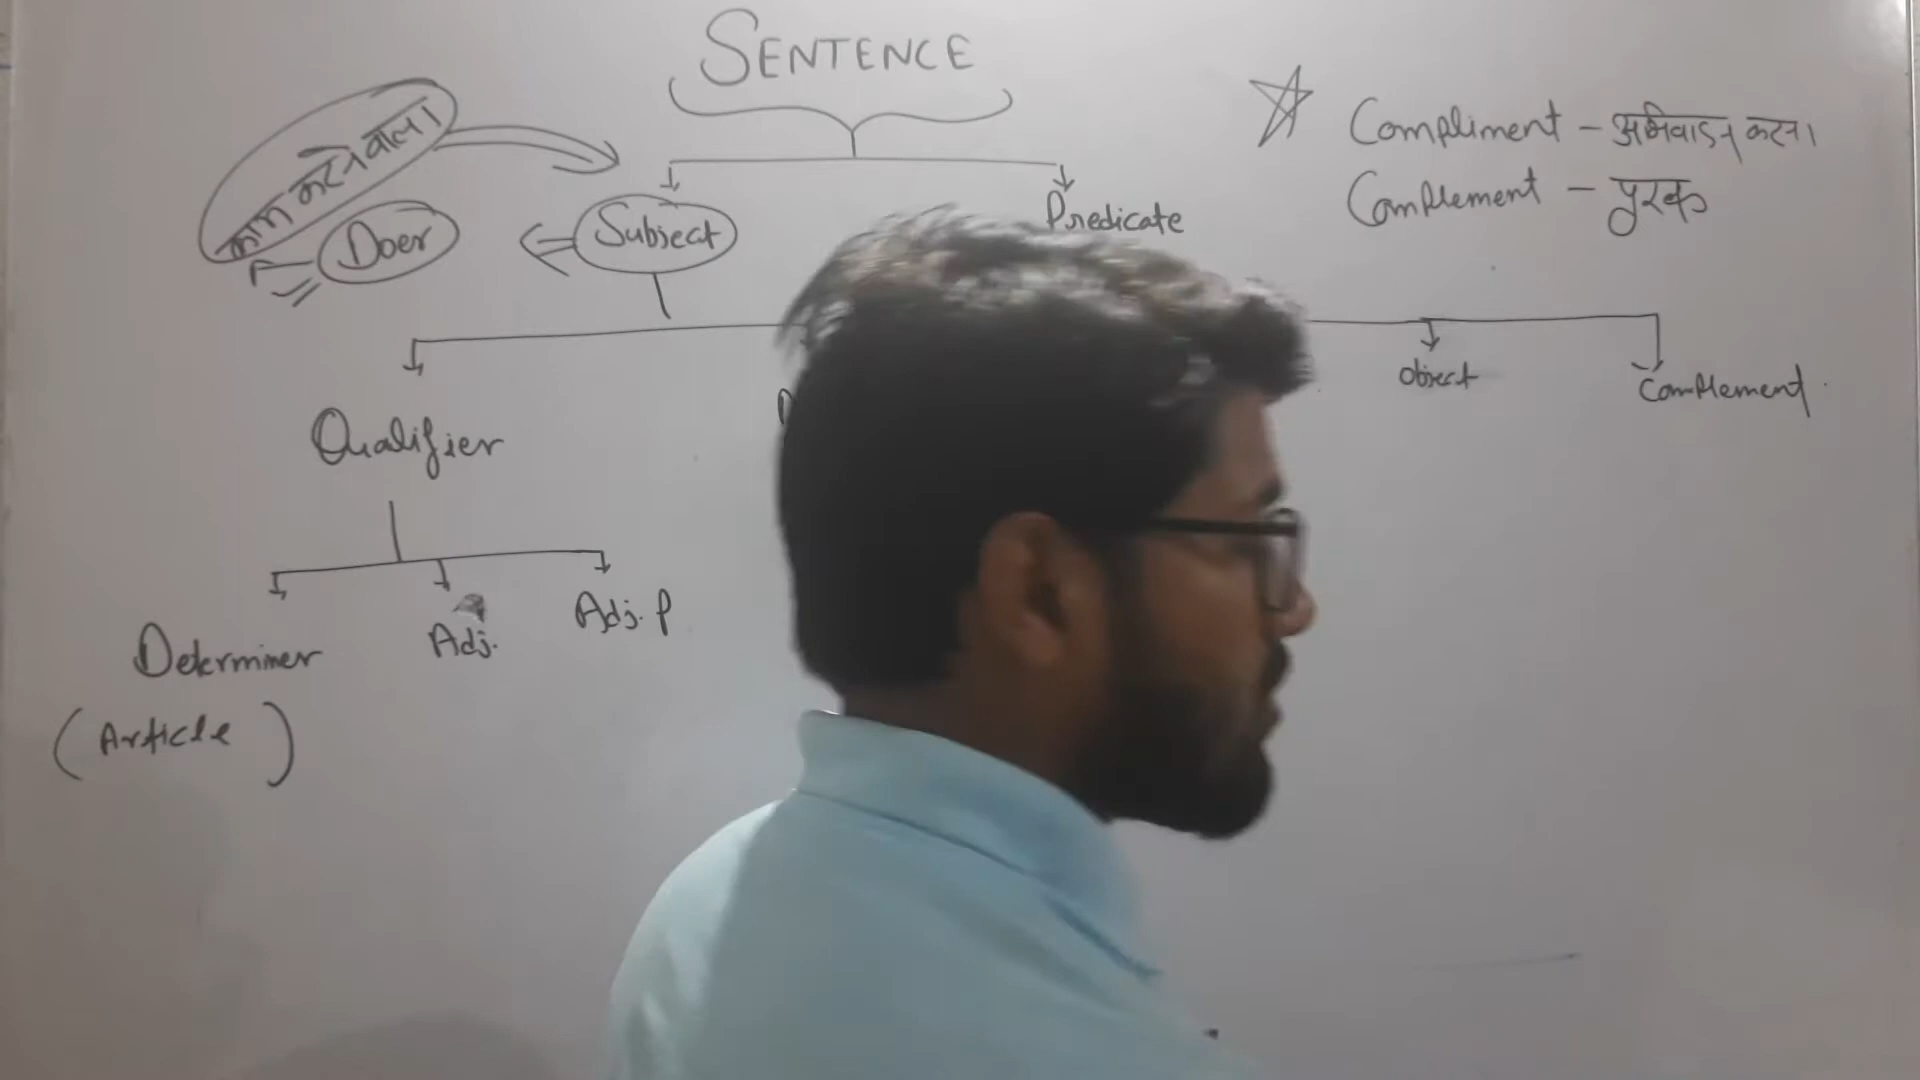 SENTENCE
Compliment - अभिवादन करना
Complement - पूरक
काम करने वाला
Doer
Subject
Predicate
Object
Complement
Qualifier
Determiner
Adj.
Adj. P
(Article)